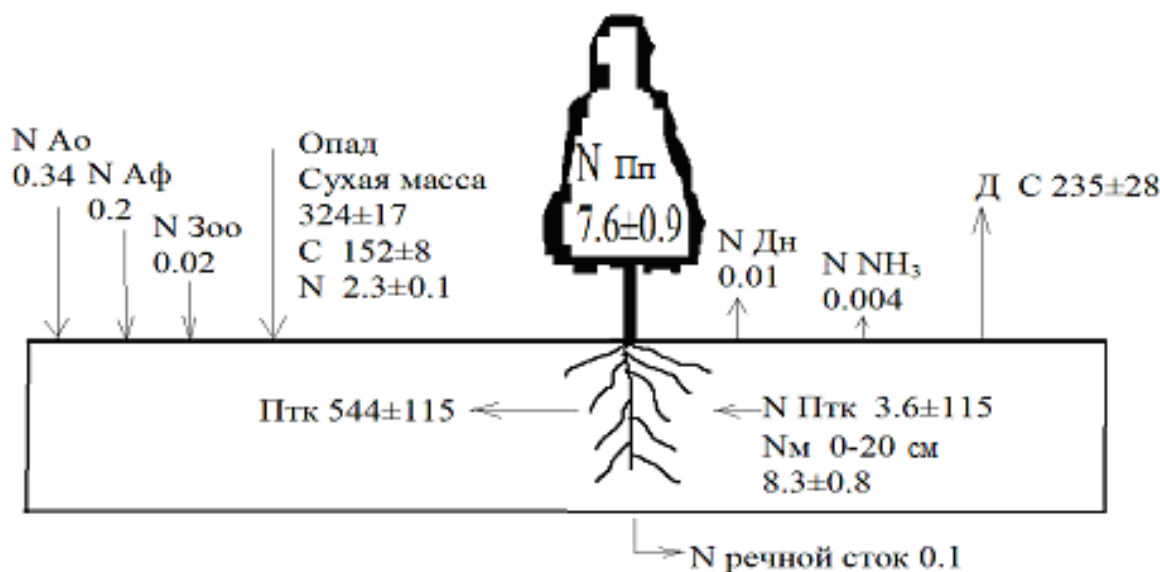 N Ао
0.34
N Аф
0.2
N Зоо
0.02
Опад
Сухая масса
324±17
С 152±8
N 2.3±0.1
N Пп
7.6±0.9
N Дн
0.01
N NH₃
0.004
Д С 235±28
Птк 544±115
N Птк 3.6±115
Nм 0-20 см
8.3±0.8
N речной сток 0.1